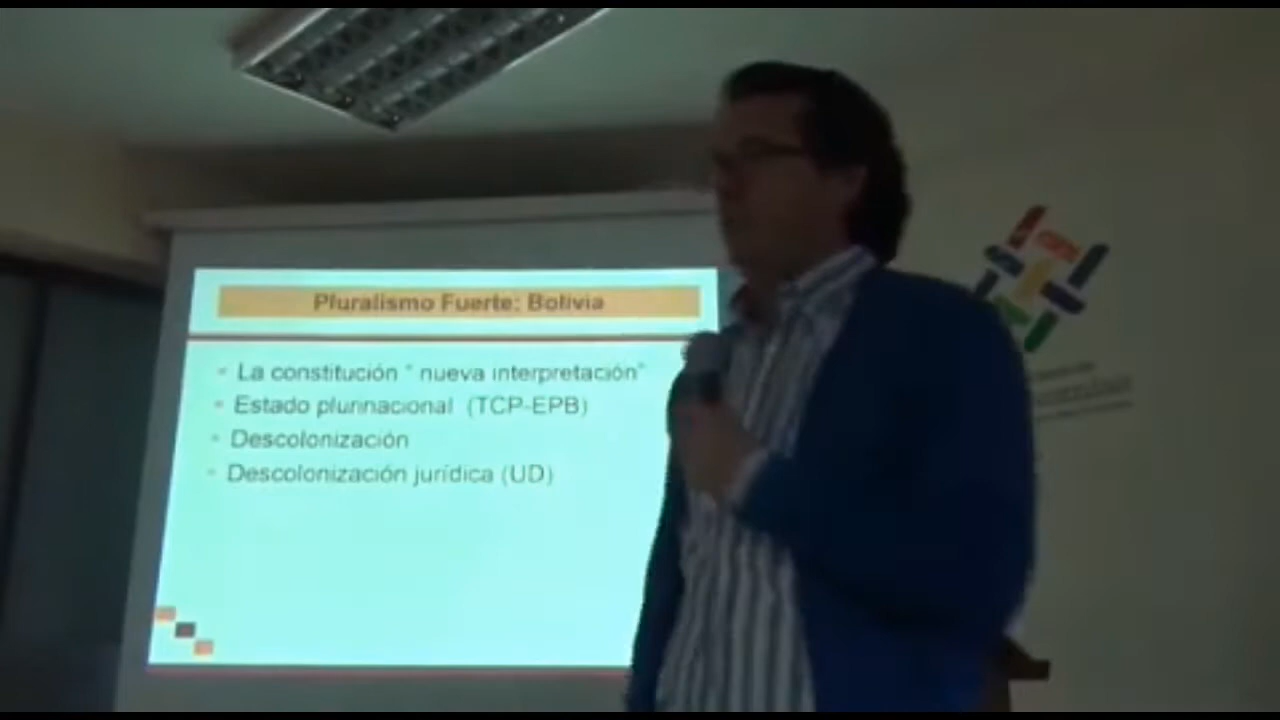 Pluralismo Fuerte: Bolivia
• La constitución " nueva interpretación"
• Estado plurinacional (TCP-EPB)
• Descolonización
• Descolonización jurídica (UD)